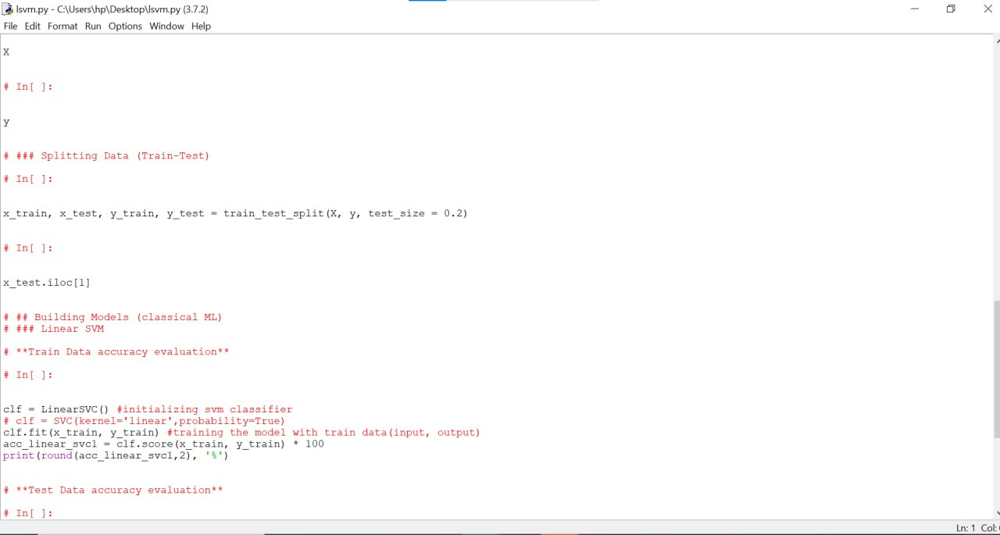 lsvm.py - C:\Users\hp\Desktop\lsvm.py (3.7.2)
File Edit Format Run Options Window Help
X
# In[ ]:
y
# ### Splitting Data (Train-Test)
# In[ ]:
x_train, x_test, y_train, y_test = train_test_split(X, y, test_size = 0.2)
# In[ ]:
x_test.iloc[1]
# ## Building Models (classical ML)
# ### Linear SVM
# **Train Data accuracy evaluation**
# In[ ]:
clf = LinearSVC() #initializing svm classifier
# clf = SVC(kernel='linear',probability=True)
clf.fit(x_train, y_train) #training the model with train data(input, output)
acc_linear_svc1 = clf.score(x_train, y_train) * 100
print(round(acc_linear_svc1,2), '%')
# **Test Data accuracy evaluation**
# In[ ]:
Ln: 1 Col: